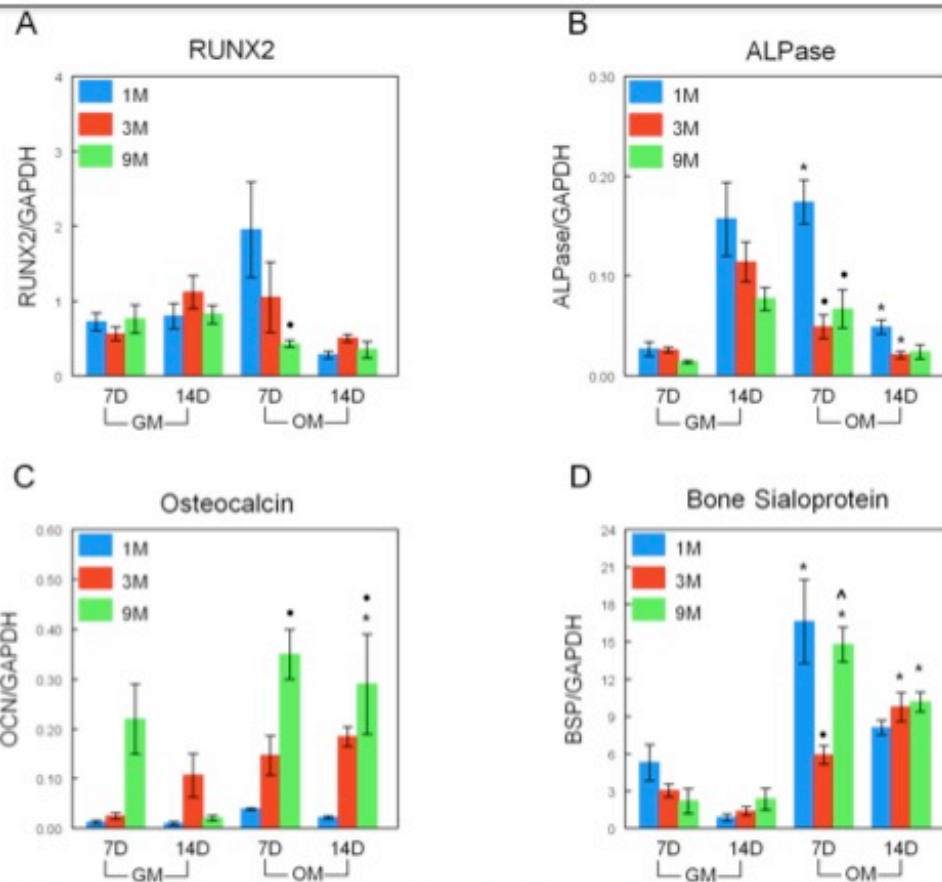 A
RUNX2
4
3
2
1
0
RUNX2/GAPDH
1M
3M
9M
•
7D 14D 7D 14D
GM OM
B
ALPase
0.30
0.20
0.10
0.00
ALPase/GAPDH
1M
3M
9M
* • • * *
7D 14D 7D 14D
GM OM
C
Osteocalcin
0.60
0.50
0.40
0.30
0.20
0.10
0.00
OCN/GAPDH
1M
3M
9M
• • *
7D 14D 7D 14D
GM OM
D
Bone Sialoprotein
24
21
18
15
12
9
6
3
0
BSP/GAPDH
1M
3M
9M
* • ^ * * *
7D 14D 7D 14D
GM OM